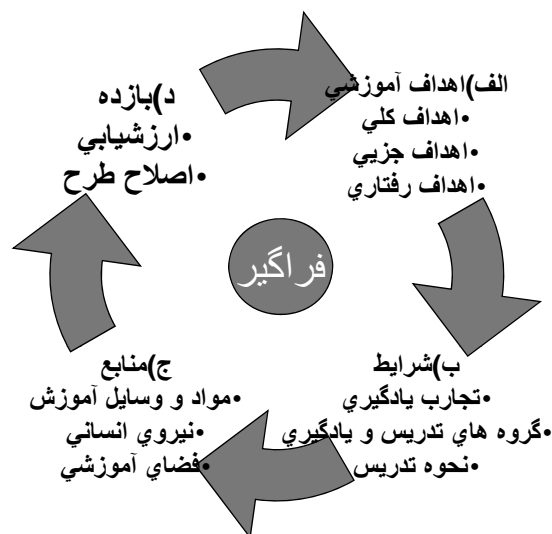 الف)اهداف آموزشي
•اهداف كلي
•اهداف جزيي
•اهداف رفتاري
ب)شرايط
•تجارب يادگيري
•گروه هاي تدريس و يادگيري
•نحوه تدريس
ج)منابع
•مواد و وسايل آموزش
•نيروي انساني
•فضاي آموزشي
د)بازده
•ارزشيابي
•اصلاح طرح
فراگير